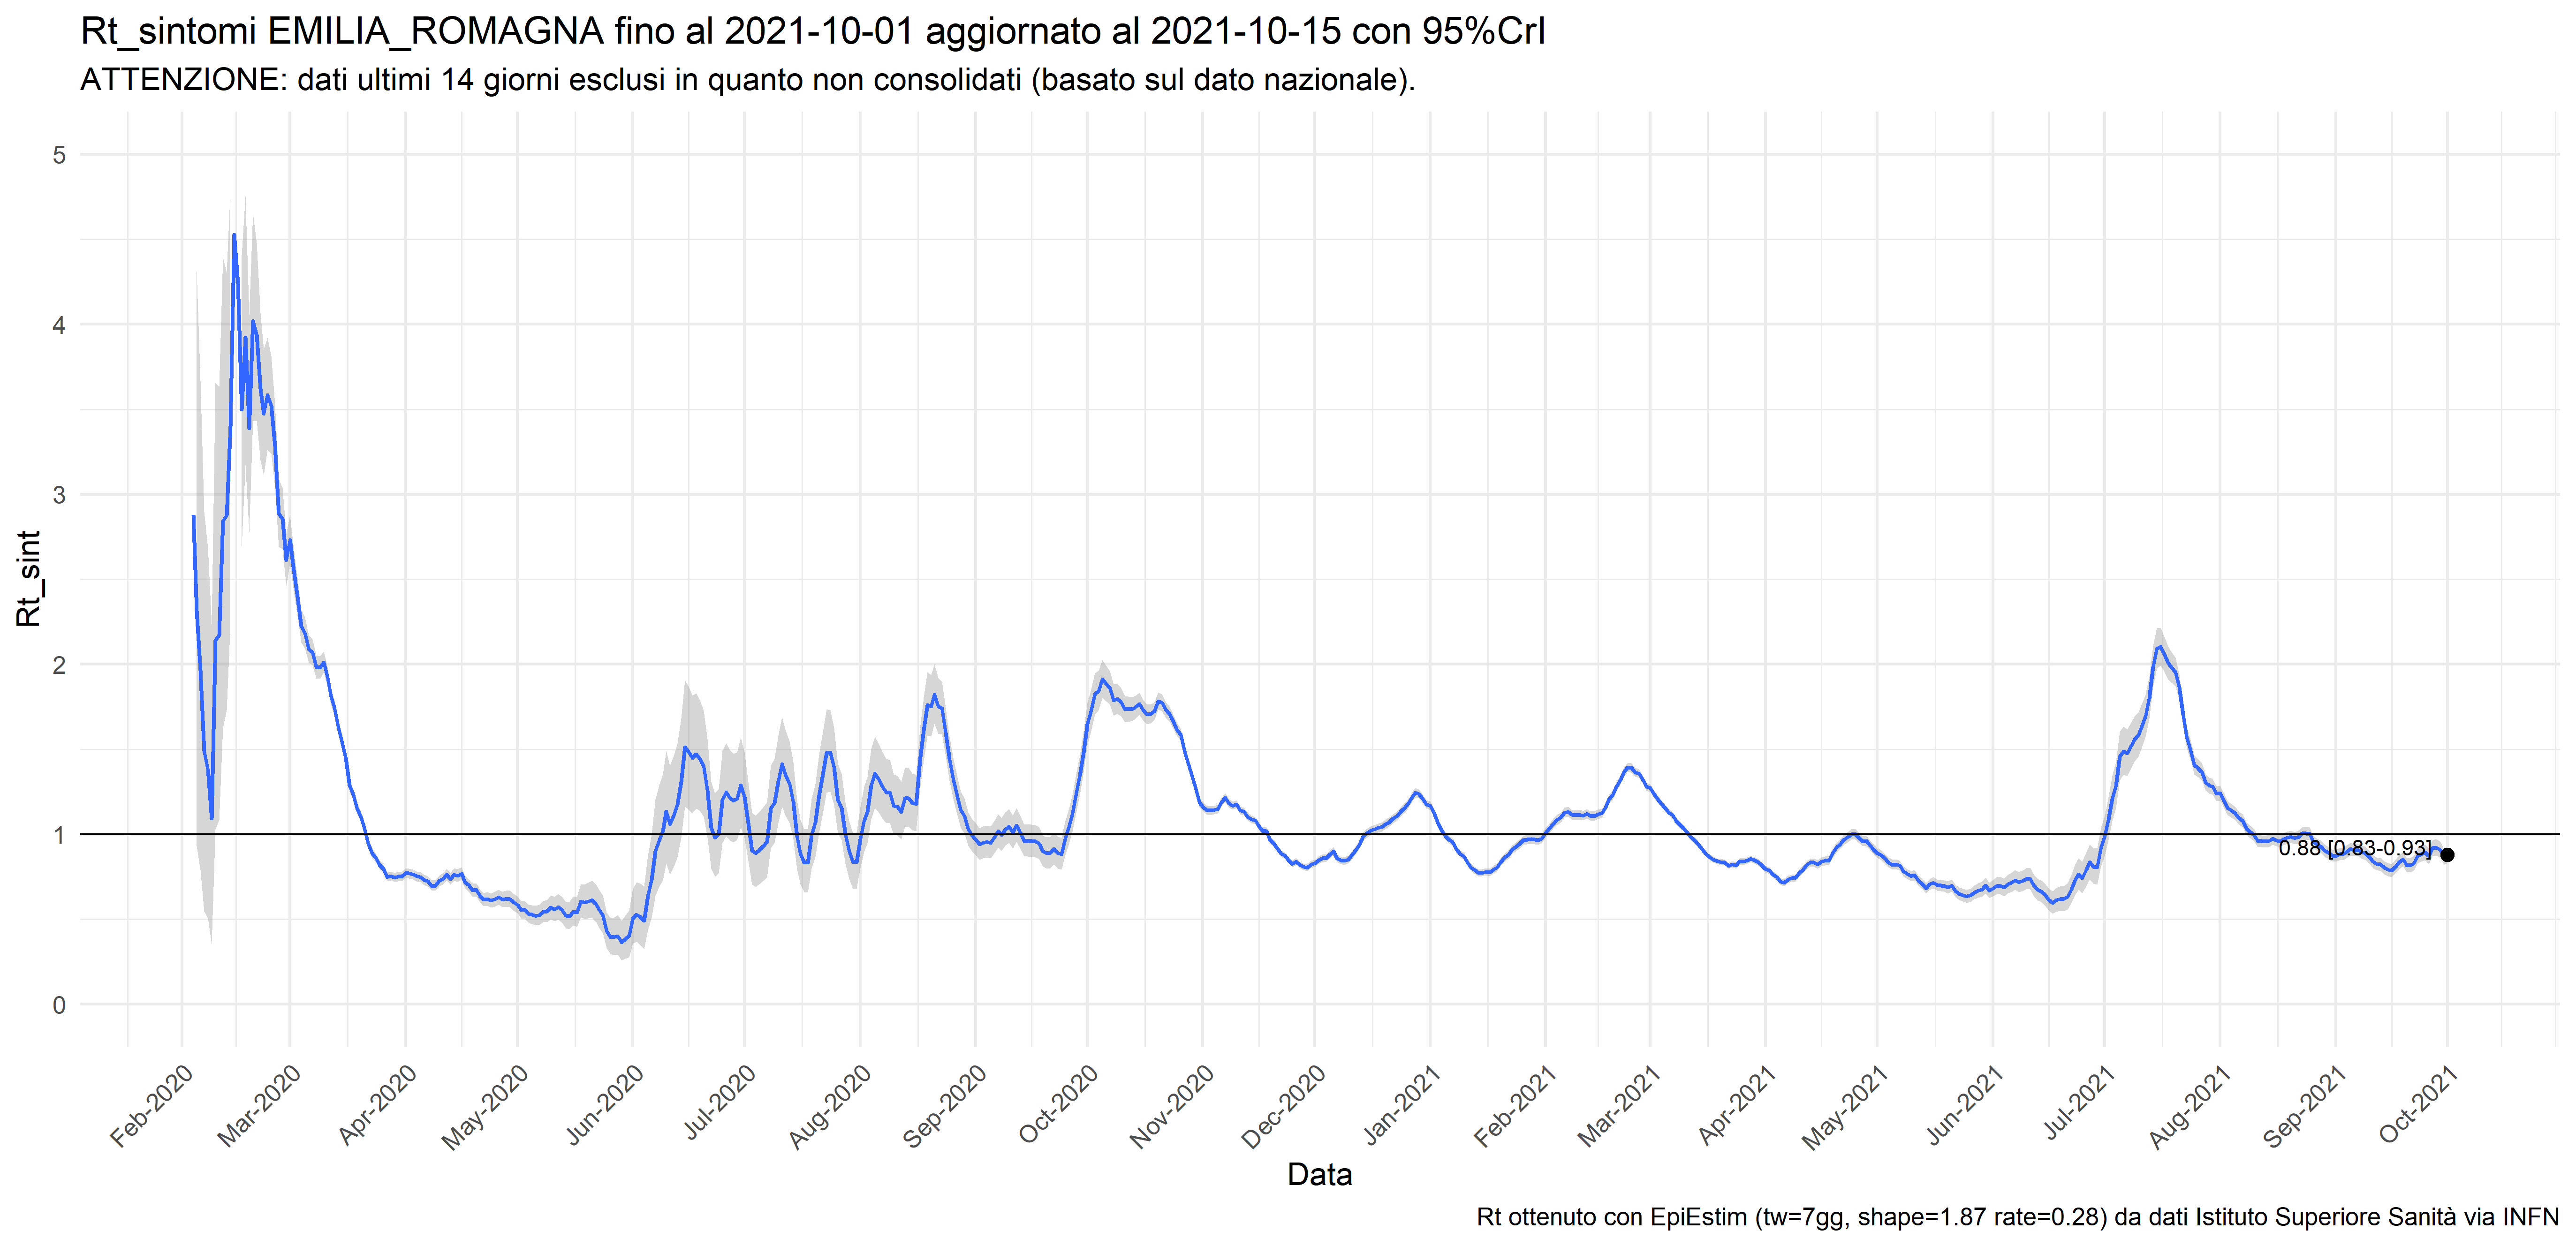 Rt_sintomi EMILIA_ROMAGNA fino al 2021-10-01 aggiornato al 2021-10-15 con 95%CrI
ATTENZIONE: dati ultimi 14 giorni esclusi in quanto non consolidati (basato sul dato nazionale).
5
4
3
2
1
0
Rt_sint
0.88 [0.83-0.93]
Feb-2020
Mar-2020
Apr-2020
May-2020
Jun-2020
Jul-2020
Aug-2020
Sep-2020
Oct-2020
Nov-2020
Dec-2020
Jan-2021
Feb-2021
Mar-2021
Apr-2021
May-2021
Jun-2021
Jul-2021
Aug-2021
Sep-2021
Oct-2021
Data
Rt ottenuto con EpiEstim (tw=7gg, shape=1.87 rate=0.28) da dati Istituto Superiore Sanità via INFN